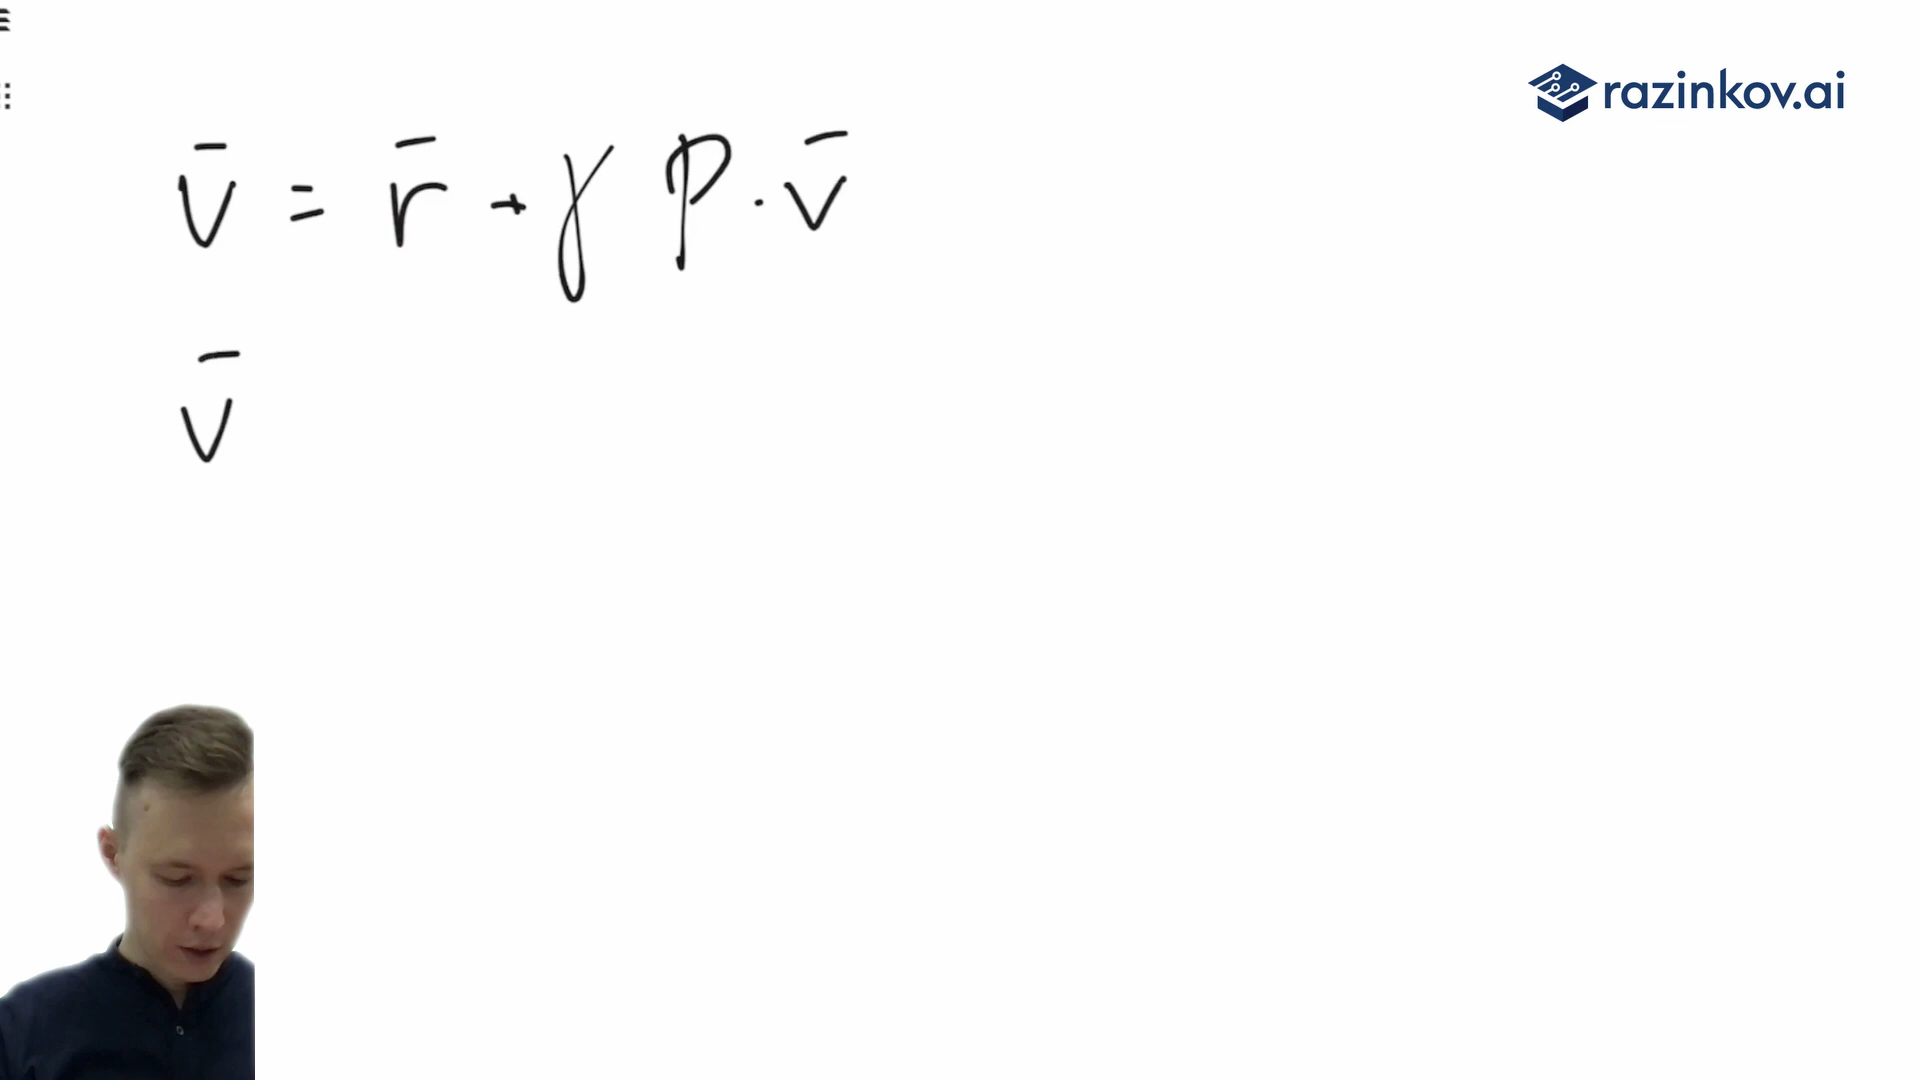 razinkov.ai
v̄ = r̄ + γ P · v̄
v̄